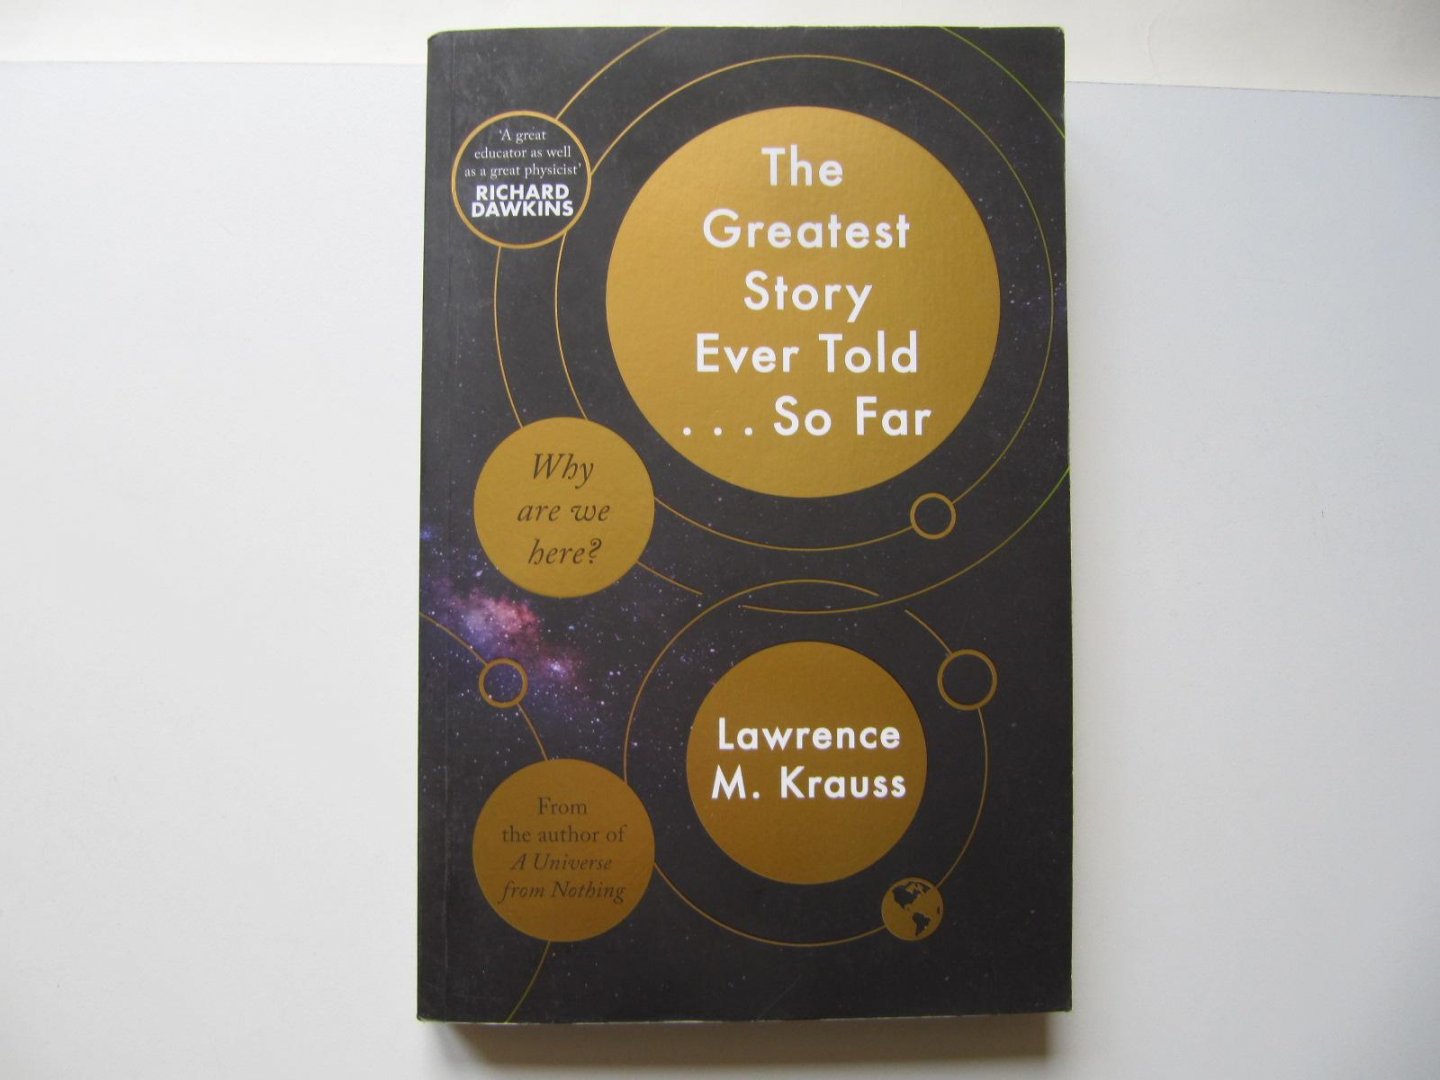 'A great
educator as well
as a great physicist'
RICHARD
DAWKINS
The
Greatest
Story
Ever Told
. . . So Far
Why
are we
here?
Lawrence
M. Krauss
From
the author of
A Universe
from Nothing